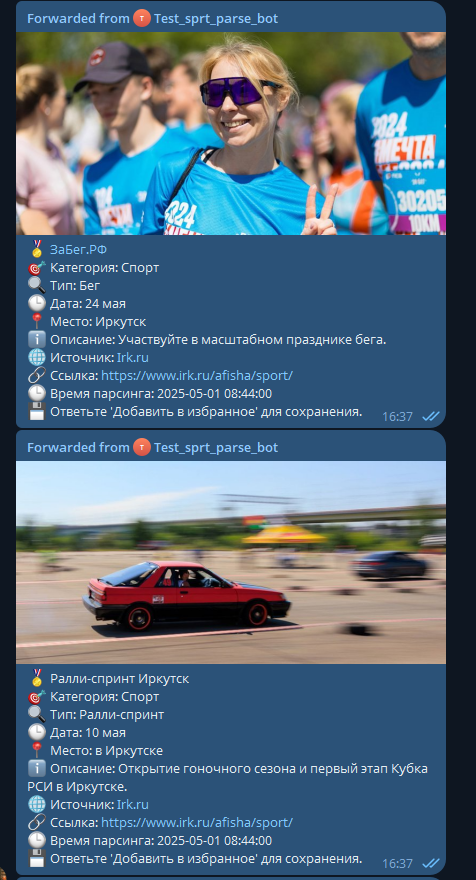 Forwarded from T Test_sprt_parse_bot
2024
МЕЧТА
2024
МЕЧТА
30205
10KM
ЗаБег.РФ
Категория: Спорт
Тип: Бег
Дата: 24 мая
Место: Иркутск
Описание: Участвуйте в масштабном празднике бега.
Источник: Irk.ru
Ссылка: https://www.irk.ru/afisha/sport/
Время парсинга: 2025-05-01 08:44:00
Ответьте 'Добавить в избранное' для сохранения.
16:37
Forwarded from T Test_sprt_parse_bot
Ралли-спринт Иркутск
Категория: Спорт
Тип: Ралли-спринт
Дата: 10 мая
Место: в Иркутске
Описание: Открытие гоночного сезона и первый этап Кубка
РСИ в Иркутске.
Источник: Irk.ru
Ссылка: https://www.irk.ru/afisha/sport/
Время парсинга: 2025-05-01 08:44:00
Ответьте 'Добавить в избранное' для сохранения.
16:37